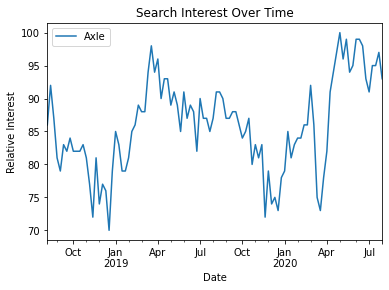 Search Interest Over Time
Axle
Relative Interest
100
95
90
85
80
75
70
Oct Jan Apr Jul Oct Jan Apr Jul
2019 2020
Date